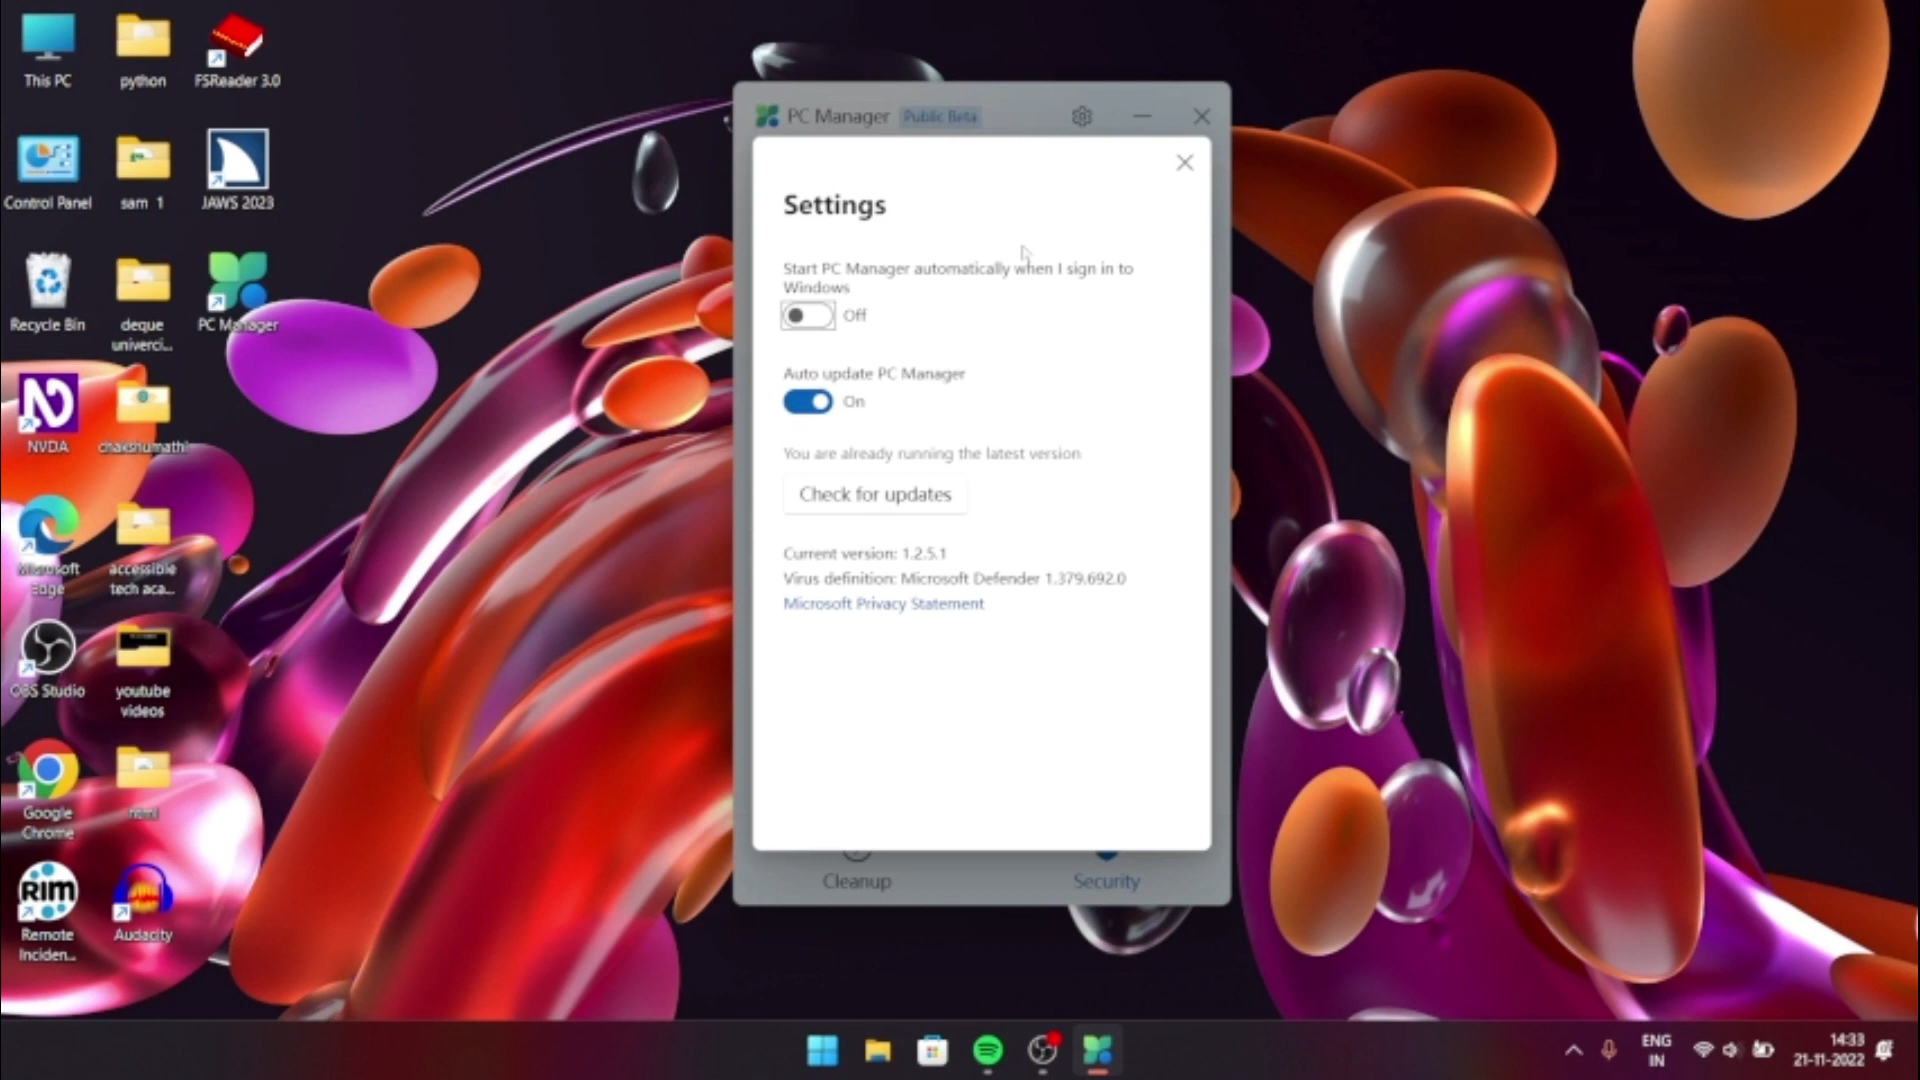 This PC
python
FSReader 3.0
Control Panel
sam 1
JAWS 2023
Recycle Bin
deque
univerci...
PC Manager
NVDA
chakshumathi
Microsoft
Edge
accessible
tech aca...
OBS Studio
youtube
videos
Google
Chrome
html
RIM
Remote
Inciden...
Audacity
PC Manager Public Beta
Settings
Start PC Manager automatically when I sign in to
Windows
Off
Auto update PC Manager
On
You are already running the latest version
Check for updates
Current version: 1.2.5.1
Virus definition: Microsoft Defender 1.379.692.0
Microsoft Privacy Statement
Cleanup
Security
ENG
IN
14:33
21-11-2022